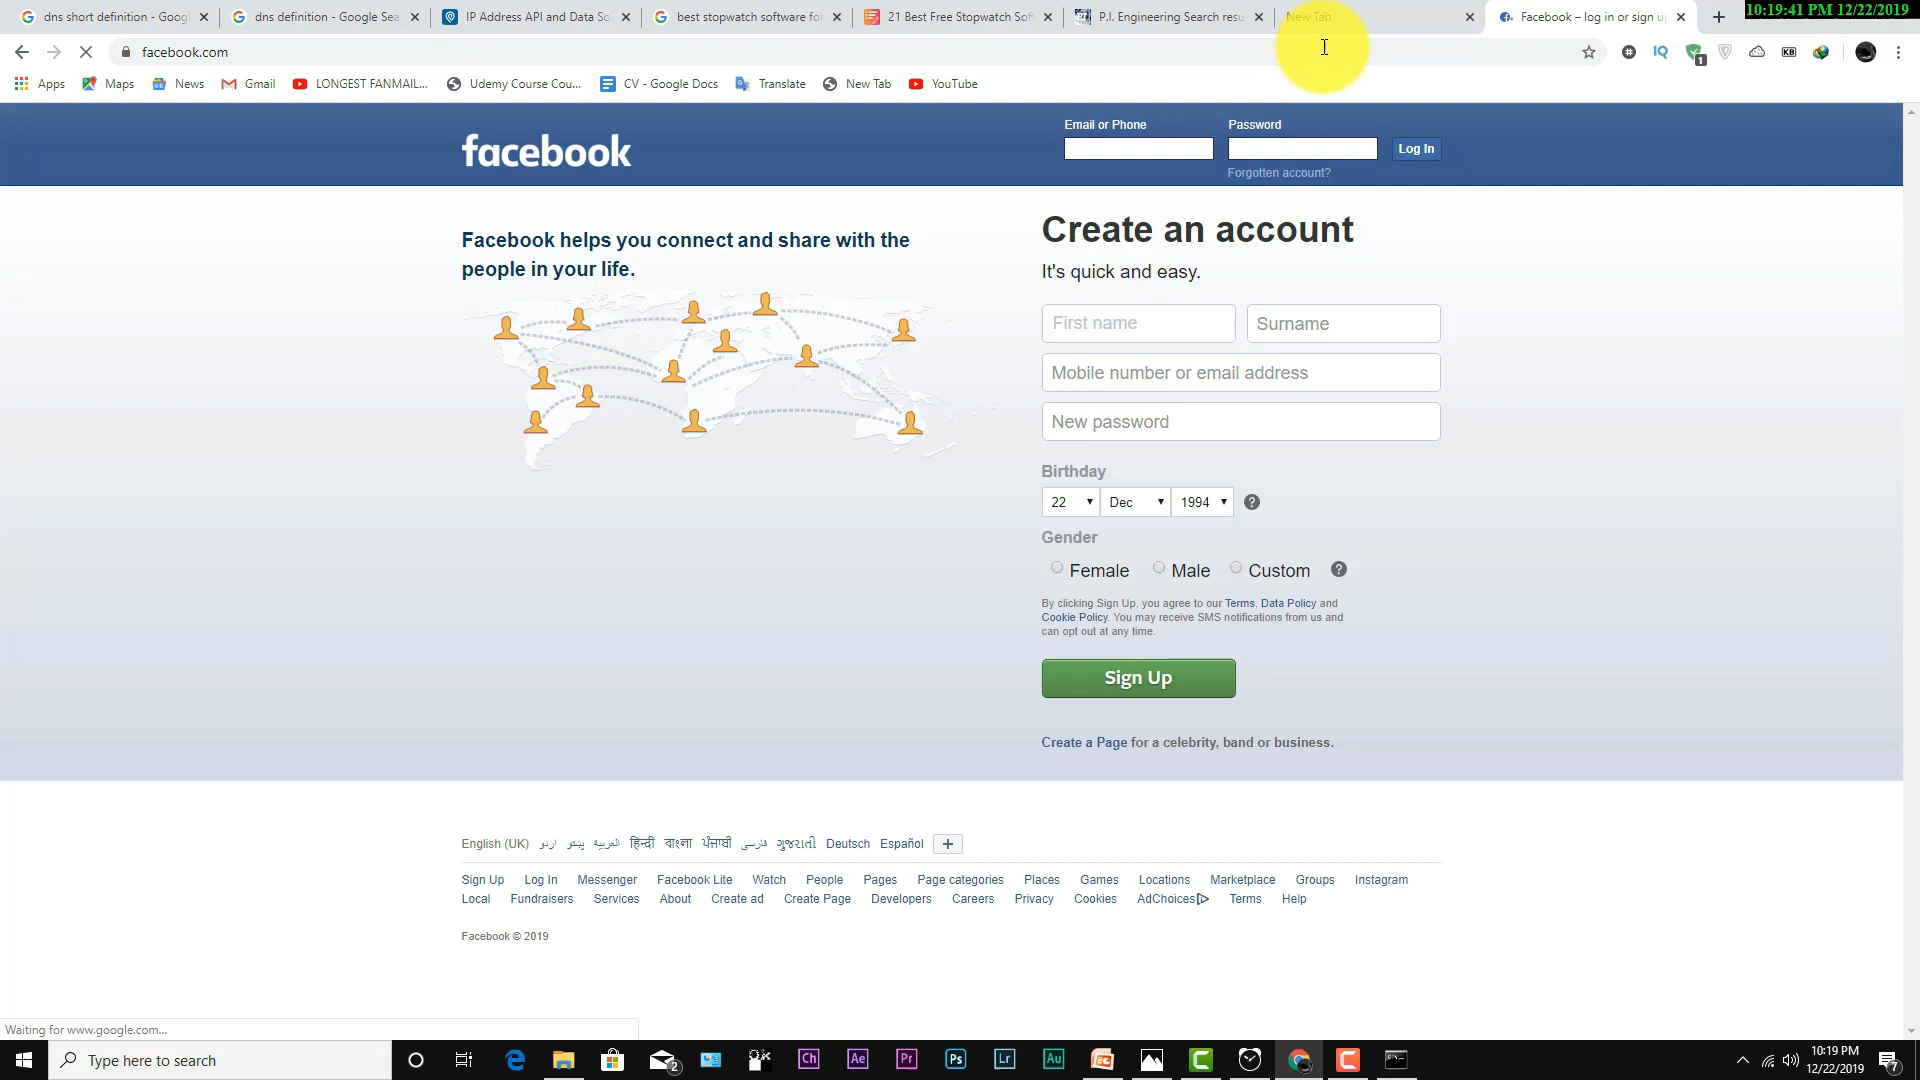 dns short definition - Goog
dns definition - Google Sea
IP Address API and Data So
best stopwatch software fo
21 Best Free Stopwatch Sof
P.I. Engineering Search resu
New Tab
Facebook – log in or sign u
10:19:41 PM 12/22/2019
facebook.com
IQ
1
KB
Apps
Maps
News
Gmail
LONGEST FANMAIL...
Udemy Course Cou...
CV - Google Docs
Translate
New Tab
YouTube
facebook
Email or Phone
Password
Log In
Forgotten account?
Facebook helps you connect and share with the
people in your life.
Create an account
It's quick and easy.
First name
Surname
Mobile number or email address
New password
Birthday
22 Dec 1994
Gender
Female Male Custom
By clicking Sign Up, you agree to our Terms, Data Policy and
Cookie Policy. You may receive SMS notifications from us and
can opt out at any time.
Sign Up
Create a Page for a celebrity, band or business.
English (UK) اردو پښتو العربية हिन्दी বাংলা ਪੰਜਾਬੀ فارسی ગુજરાતી Deutsch Español
Sign Up Log In Messenger Facebook Lite Watch People Pages Page categories Places Games Locations Marketplace Groups Instagram
Local Fundraisers Services About Create ad Create Page Developers Careers Privacy Cookies AdChoices Terms Help
Facebook © 2019
Waiting for www.google.com...
Type here to search
2
Ch
Ae
Pr
Ps
Lr
Au
10:19 PM
12/22/2019
7